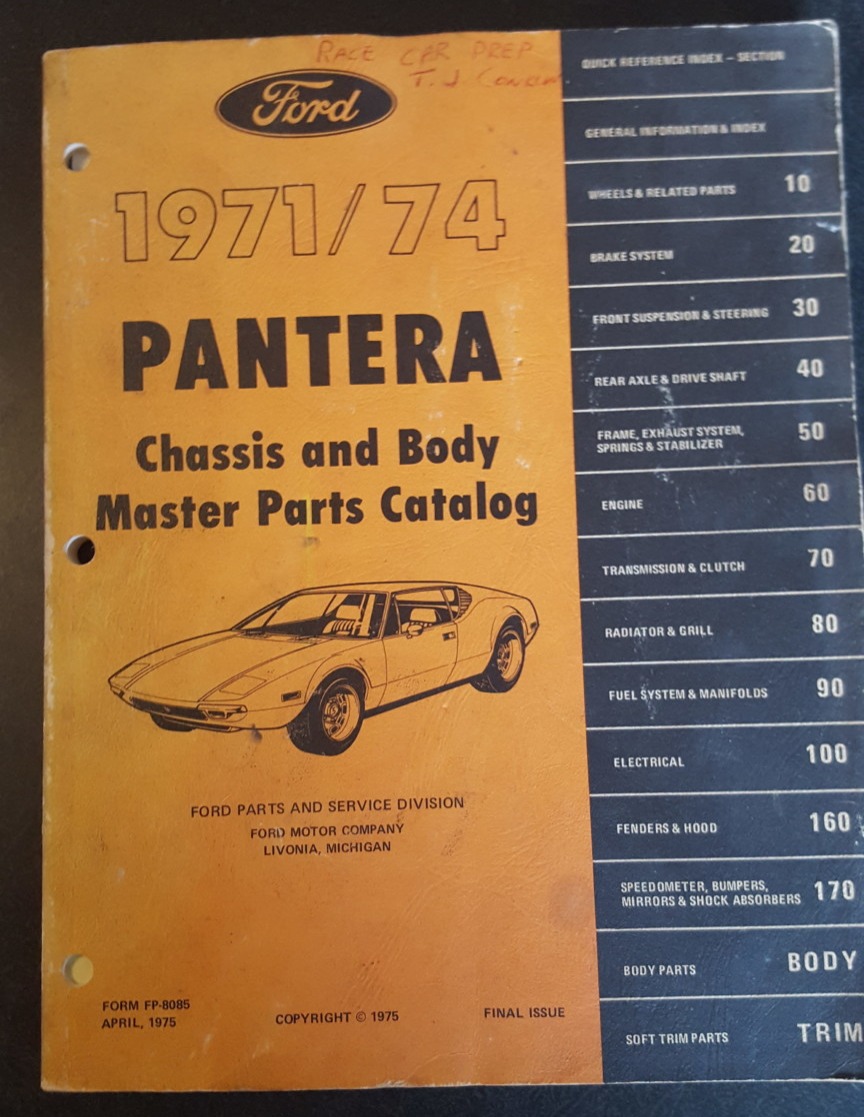 RACE CAR PREP
T.J
Ford
1971/74
PANTERA
Chassis and Body
Master Parts Catalog
FORD PARTS AND SERVICE DIVISION
FORD MOTOR COMPANY
LIVONIA, MICHIGAN
FORM FP-8085
APRIL, 1975
COPYRIGHT © 1975
FINAL ISSUE
QUICK REFERENCE INDEX – SECTION
GENERAL INFORMATION & INDEX
WHEELS & RELATED PARTS 10
BRAKE SYSTEM 20
FRONT SUSPENSION & STEERING 30
REAR AXLE & DRIVE SHAFT 40
FRAME, EXHAUST SYSTEM,
SPRINGS & STABILIZER 50
ENGINE 60
TRANSMISSION & CLUTCH 70
RADIATOR & GRILL 80
FUEL SYSTEM & MANIFOLDS 90
ELECTRICAL 100
FENDERS & HOOD 160
SPEEDOMETER, BUMPERS,
MIRRORS & SHOCK ABSORBERS 170
BODY PARTS BODY
SOFT TRIM PARTS TRIM